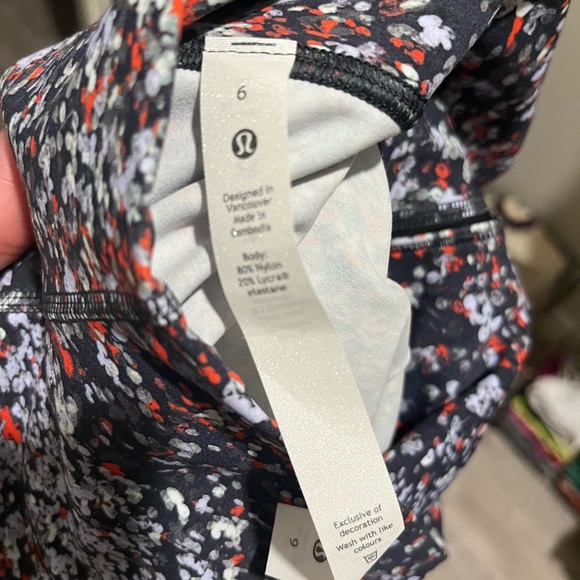 6
Designed in
Vancouver
Made in
Cambodia
Body:
80% Nylon
20% Lycra®
elastane
Exclusive of
decoration
Wash with like
colours
6